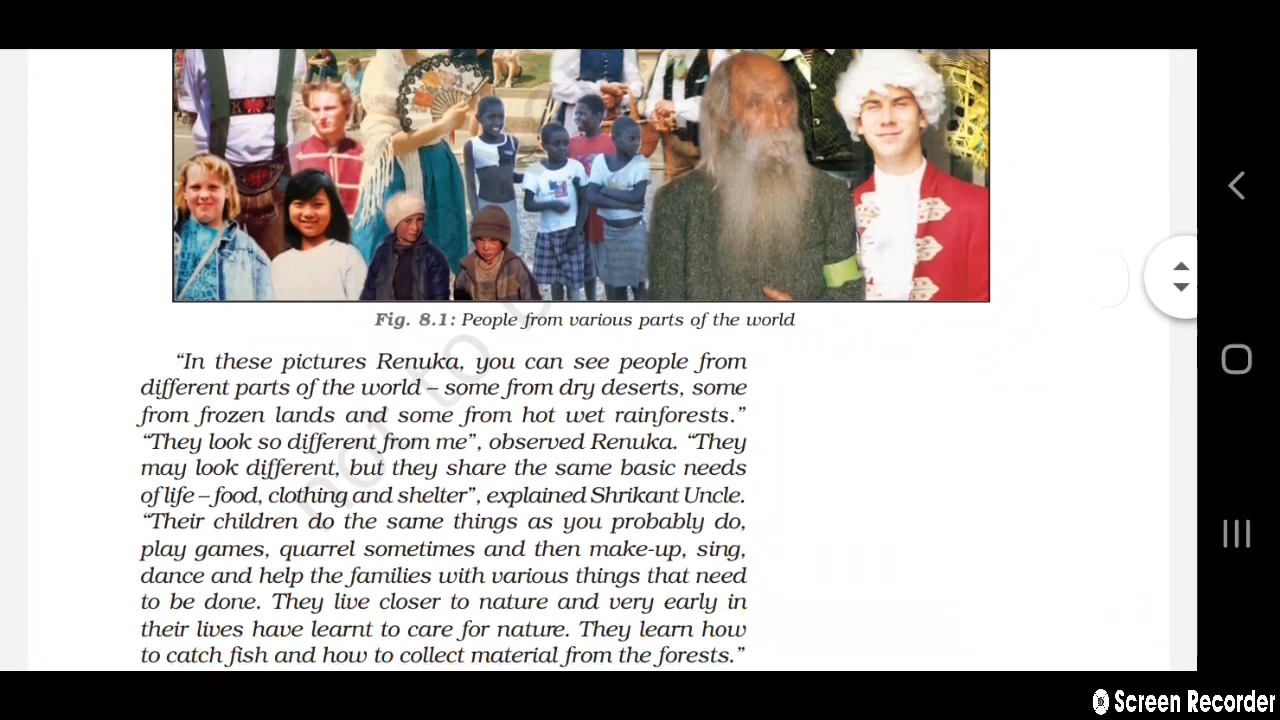 Fig. 8.1: People from various parts of the world
“In these pictures Renuka, you can see people from
different parts of the world – some from dry deserts, some
from frozen lands and some from hot wet rainforests.”
“They look so different from me”, observed Renuka. “They
may look different, but they share the same basic needs
of life – food, clothing and shelter”, explained Shrikant Uncle.
“Their children do the same things as you probably do,
play games, quarrel sometimes and then make-up, sing,
dance and help the families with various things that need
to be done. They live closer to nature and very early in
their lives have learnt to care for nature. They learn how
to catch fish and how to collect material from the forests.”
not to
Screen Recorder